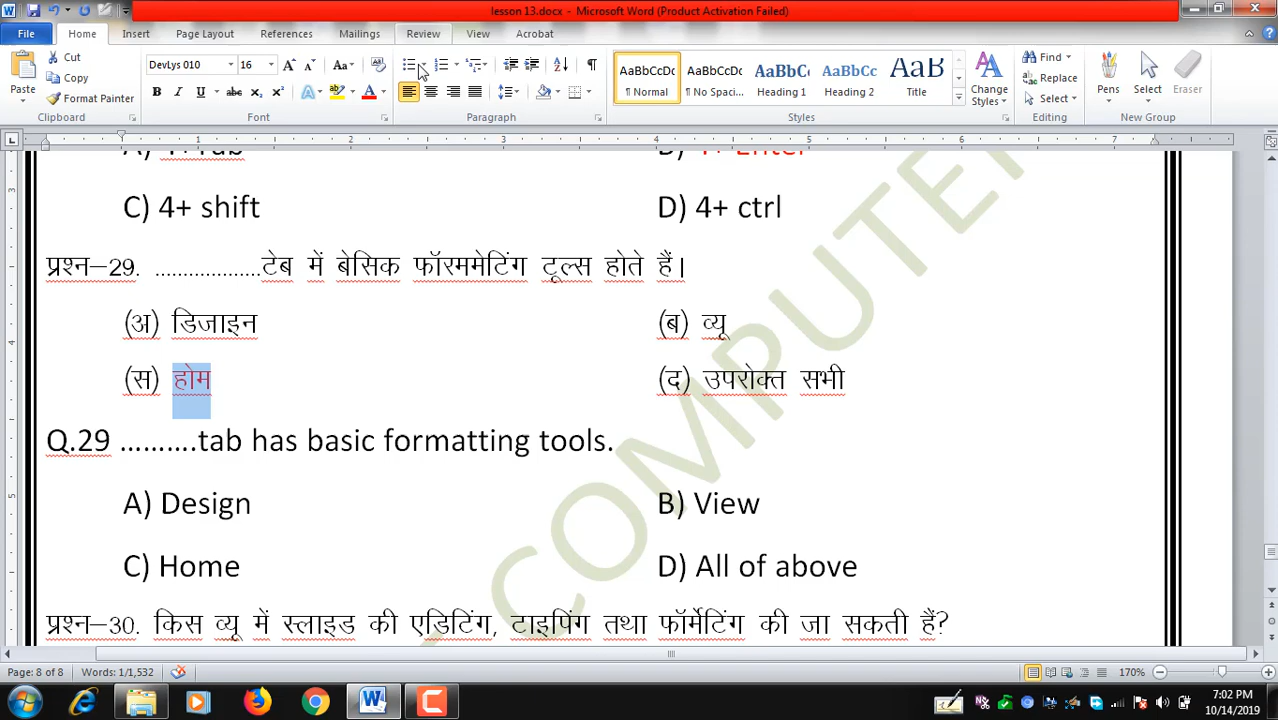 lesson 13.docx - Microsoft Word (Product Activation Failed)
File Home Insert Page Layout References Mailings Review View Acrobat
Paste
Cut
Copy
Format Painter
Clipboard
DevLys 010 16
Font
Paragraph
AaBbCcDc AaBbCcDc AaBbCc AaBbCc AaB
¶ Normal ¶ No Spaci... Heading 1 Heading 2 Title
Change Styles
Styles
Find
Replace
Select
Editing
Pens Select Eraser
New Group
C) 4+ shift D) 4+ ctrl
प्रश्न–29. ...................टेब में बेसिक फॉरममेटिंग टूल्स होते हैं।
(अ) डिजाइन (ब) व्यू
(स) होम (द) उपरोक्त सभी
Q.29 ..........tab has basic formatting tools.
A) Design B) View
C) Home D) All of above
प्रश्न–30. किस व्यू में स्लाइड की एडिटिंग, टाइपिंग तथा फॉर्मेटिंग की जा सकती हैं?
COMPUTER
Page: 8 of 8 Words: 1/1,532 170%
7:02 PM
10/14/2019